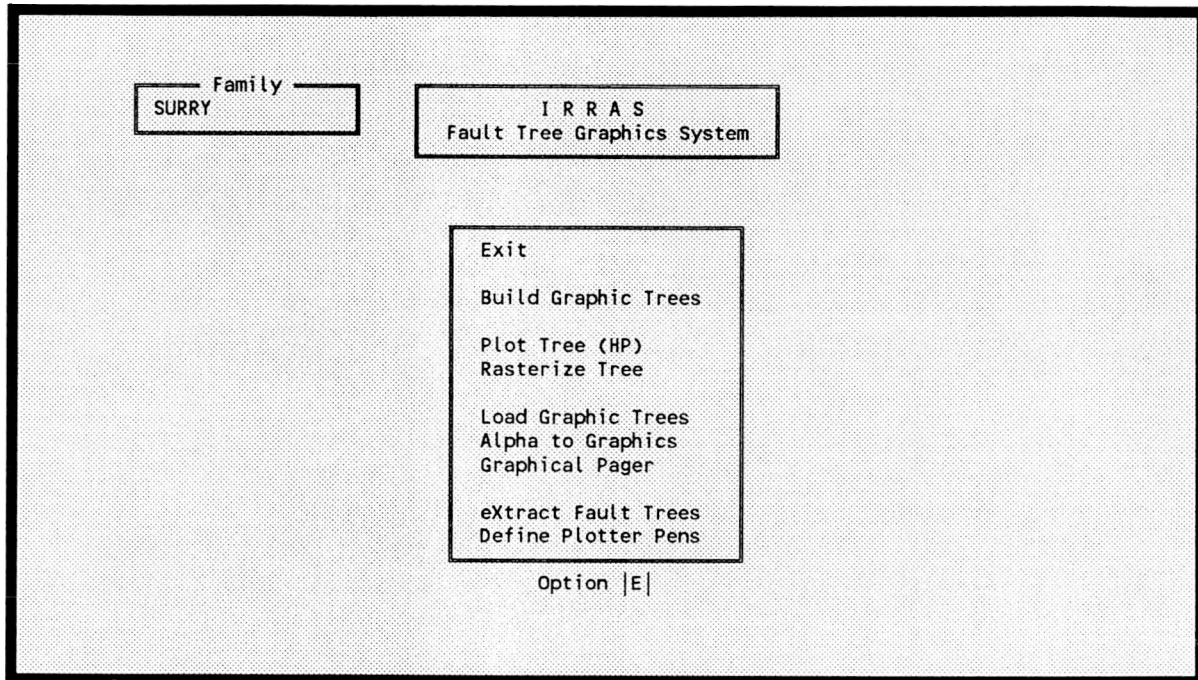 Family
SURRY
I R R A S
Fault Tree Graphics System
Exit
Build Graphic Trees
Plot Tree (HP)
Rasterize Tree
Load Graphic Trees
Alpha to Graphics
Graphical Pager
eXtract Fault Trees
Define Plotter Pens
Option |E|